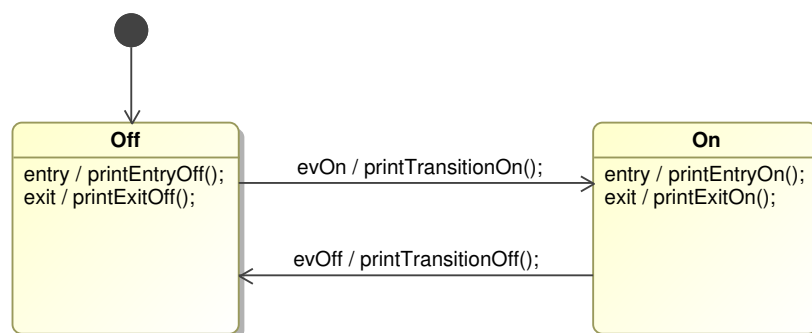 Off
entry / printEntryOff();
exit / printExitOff();
evOn / printTransitionOn();
evOff / printTransitionOff();
On
entry / printEntryOn();
exit / printExitOn();